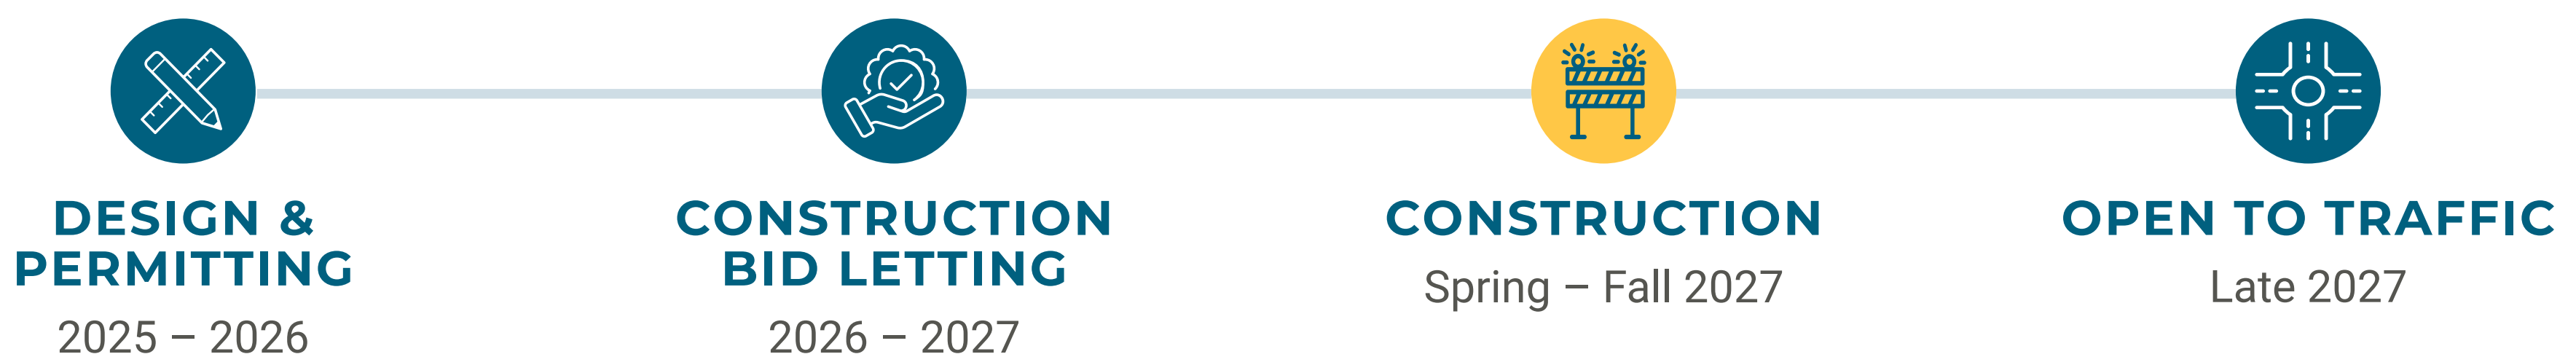 DESIGN &
PERMITTING
2025 – 2026
CONSTRUCTION
BID LETTING
2026 – 2027
CONSTRUCTION
Spring – Fall 2027
OPEN TO TRAFFIC
Late 2027